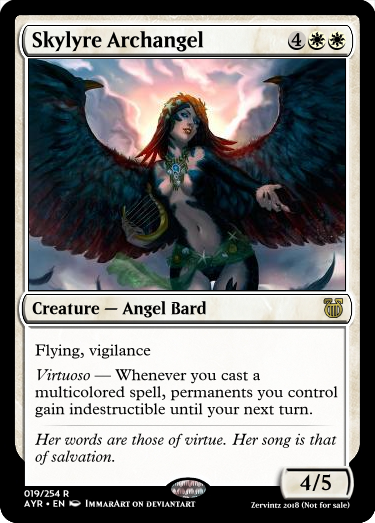 Skylyre Archangel 4
Creature — Angel Bard
Flying, vigilance
Virtuoso — Whenever you cast a
multicolored spell, permanents you control
gain indestructible until your next turn.
Her words are those of virtue. Her song is that
of salvation.
4/5
019/254 R
AYR • EN IMMARART ON DEVIANTART
Zervintz 2018 (Not for sale)